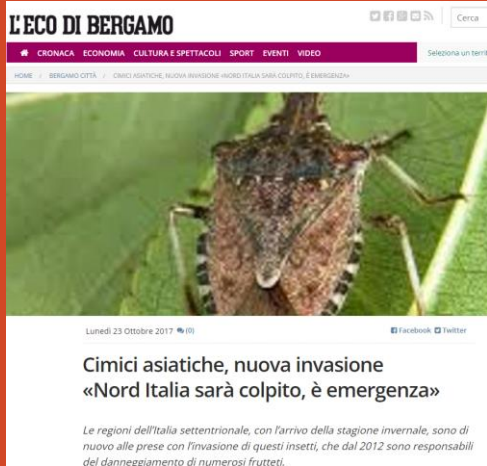 L'ECO DI BERGAMO
Cerca
CRONACA ECONOMIA CULTURA E SPETTACOLI SPORT EVENTI VIDEO
Seleziona un terri
HOME / BERGAMO CITTÀ / CIMICI ASIATICHE, NUOVA INVASIONE «NORD ITALIA SARÀ COLPITO, È EMERGENZA»
Lunedì 23 Ottobre 2017 (0)
Facebook Twitter
Cimici asiatiche, nuova invasione
«Nord Italia sarà colpito, è emergenza»
Le regioni dell'Italia settentrionale, con l'arrivo della stagione invernale, sono di
nuovo alle prese con l'invasione di questi insetti, che dal 2012 sono responsabili
del danneggiamento di numerosi frutteti.